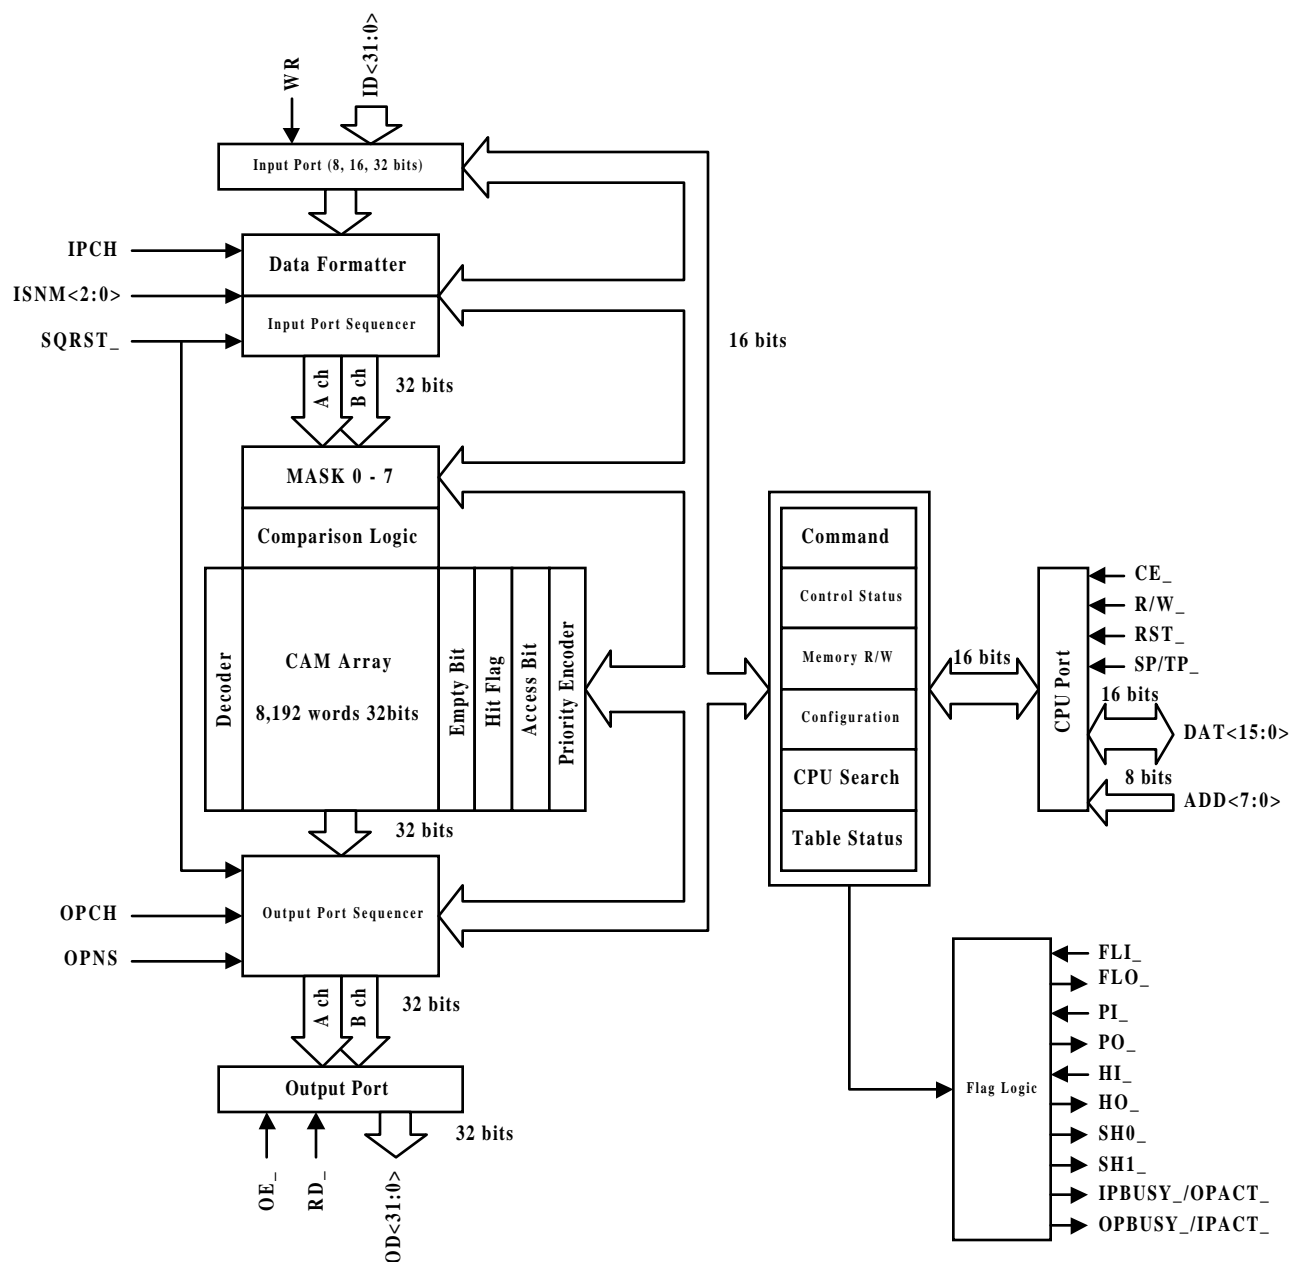 WR
ID<31:0>
Input Port (8, 16, 32 bits)
IPCH
Data Formatter
ISNM<2:0>
Input Port Sequencer
SQRST_
16 bits
A ch
B ch
32 bits
MASK 0 - 7
Comparison Logic
Decoder
CAM Array
8,192 words 32bits
Empty Bit
Hit Flag
Access Bit
Priority Encoder
32 bits
Command
Control Status
Memory R/W
Configuration
CPU Search
Table Status
16 bits
CPU Port
CE_
R/W_
RST_
SP/TP_
16 bits
DAT<15:0>
8 bits
ADD<7:0>
OPCH
Output Port Sequencer
OPNS
A ch
B ch
32 bits
Output Port
32 bits
OE_
RD_
OD<31:0>
Flag Logic
FLI_
FLO_
PI_
PO_
HI_
HO_
SH0_
SH1_
IPBUSY_/OPACT_
OPBUSY_/IPACT_